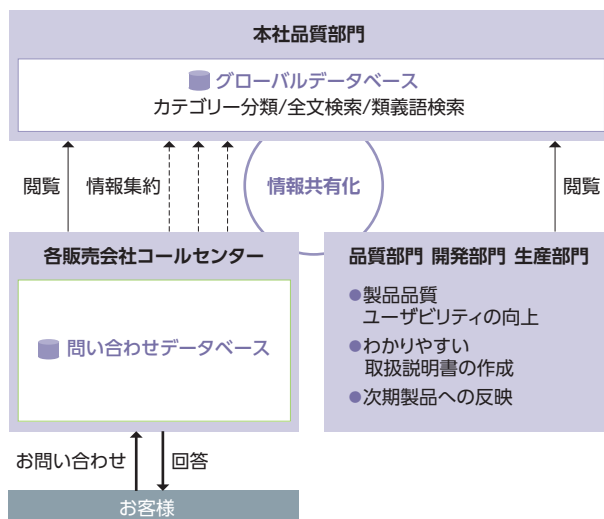 本社品質部門
グローバルデータベース
カテゴリー分類/全文検索/類義語検索
閲覧
情報集約
情報共有化
閲覧
各販売会社コールセンター
問い合わせデータベース
品質部門 開発部門 生産部門
●製品品質
ユーザビリティの向上
●わかりやすい
取扱説明書の作成
●次期製品への反映
お問い合わせ
回答
お客様